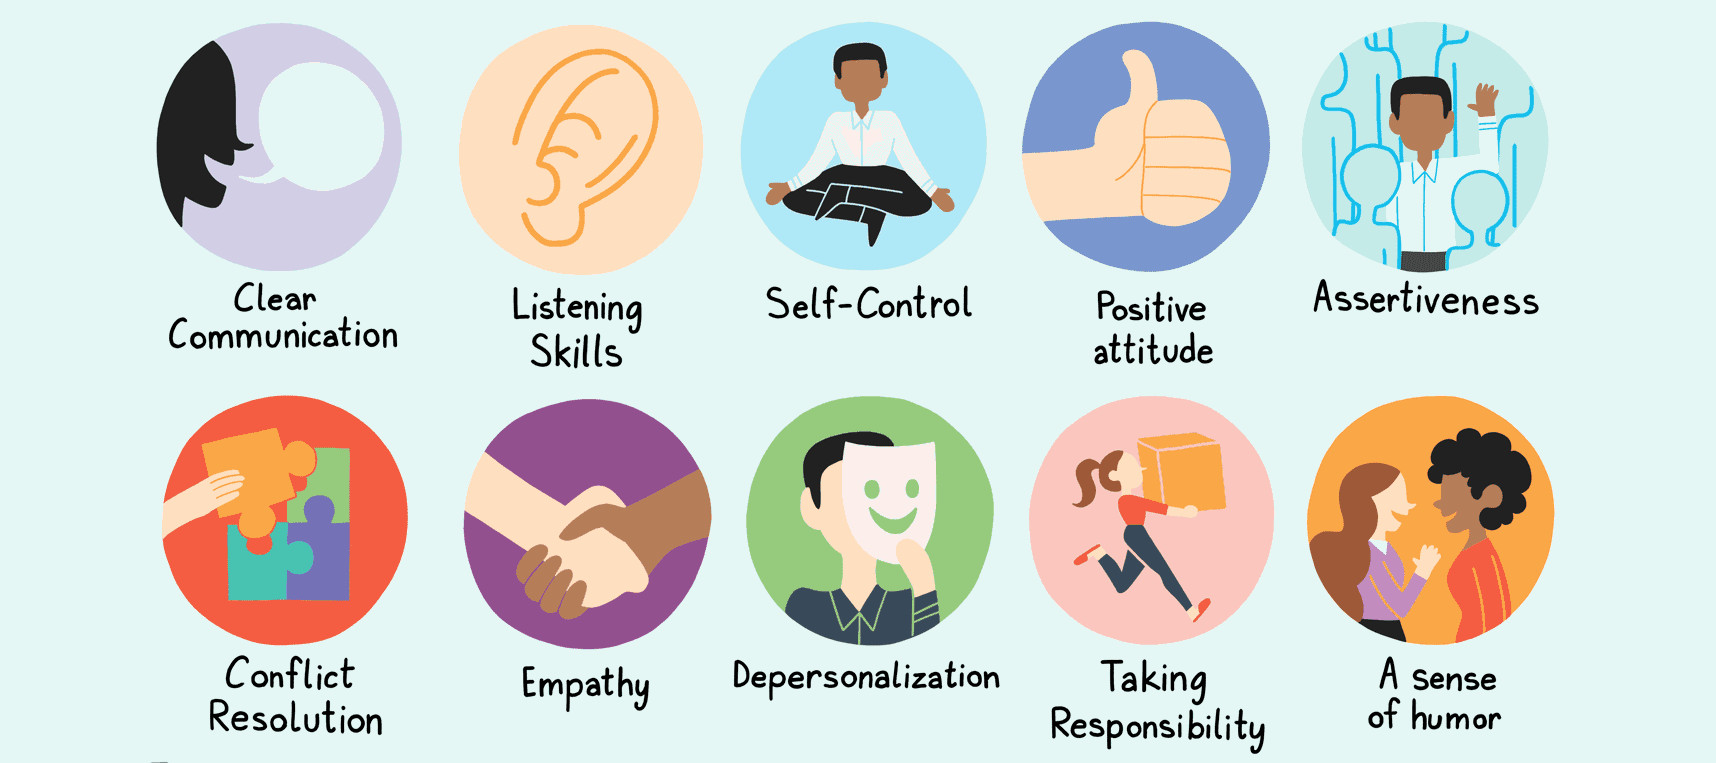 Clear
Communication
Listening
Skills
Self-Control
Positive
attitude
Assertiveness
Conflict
Resolution
Empathy
Depersonalization
Taking
Responsibility
A sense
of humor